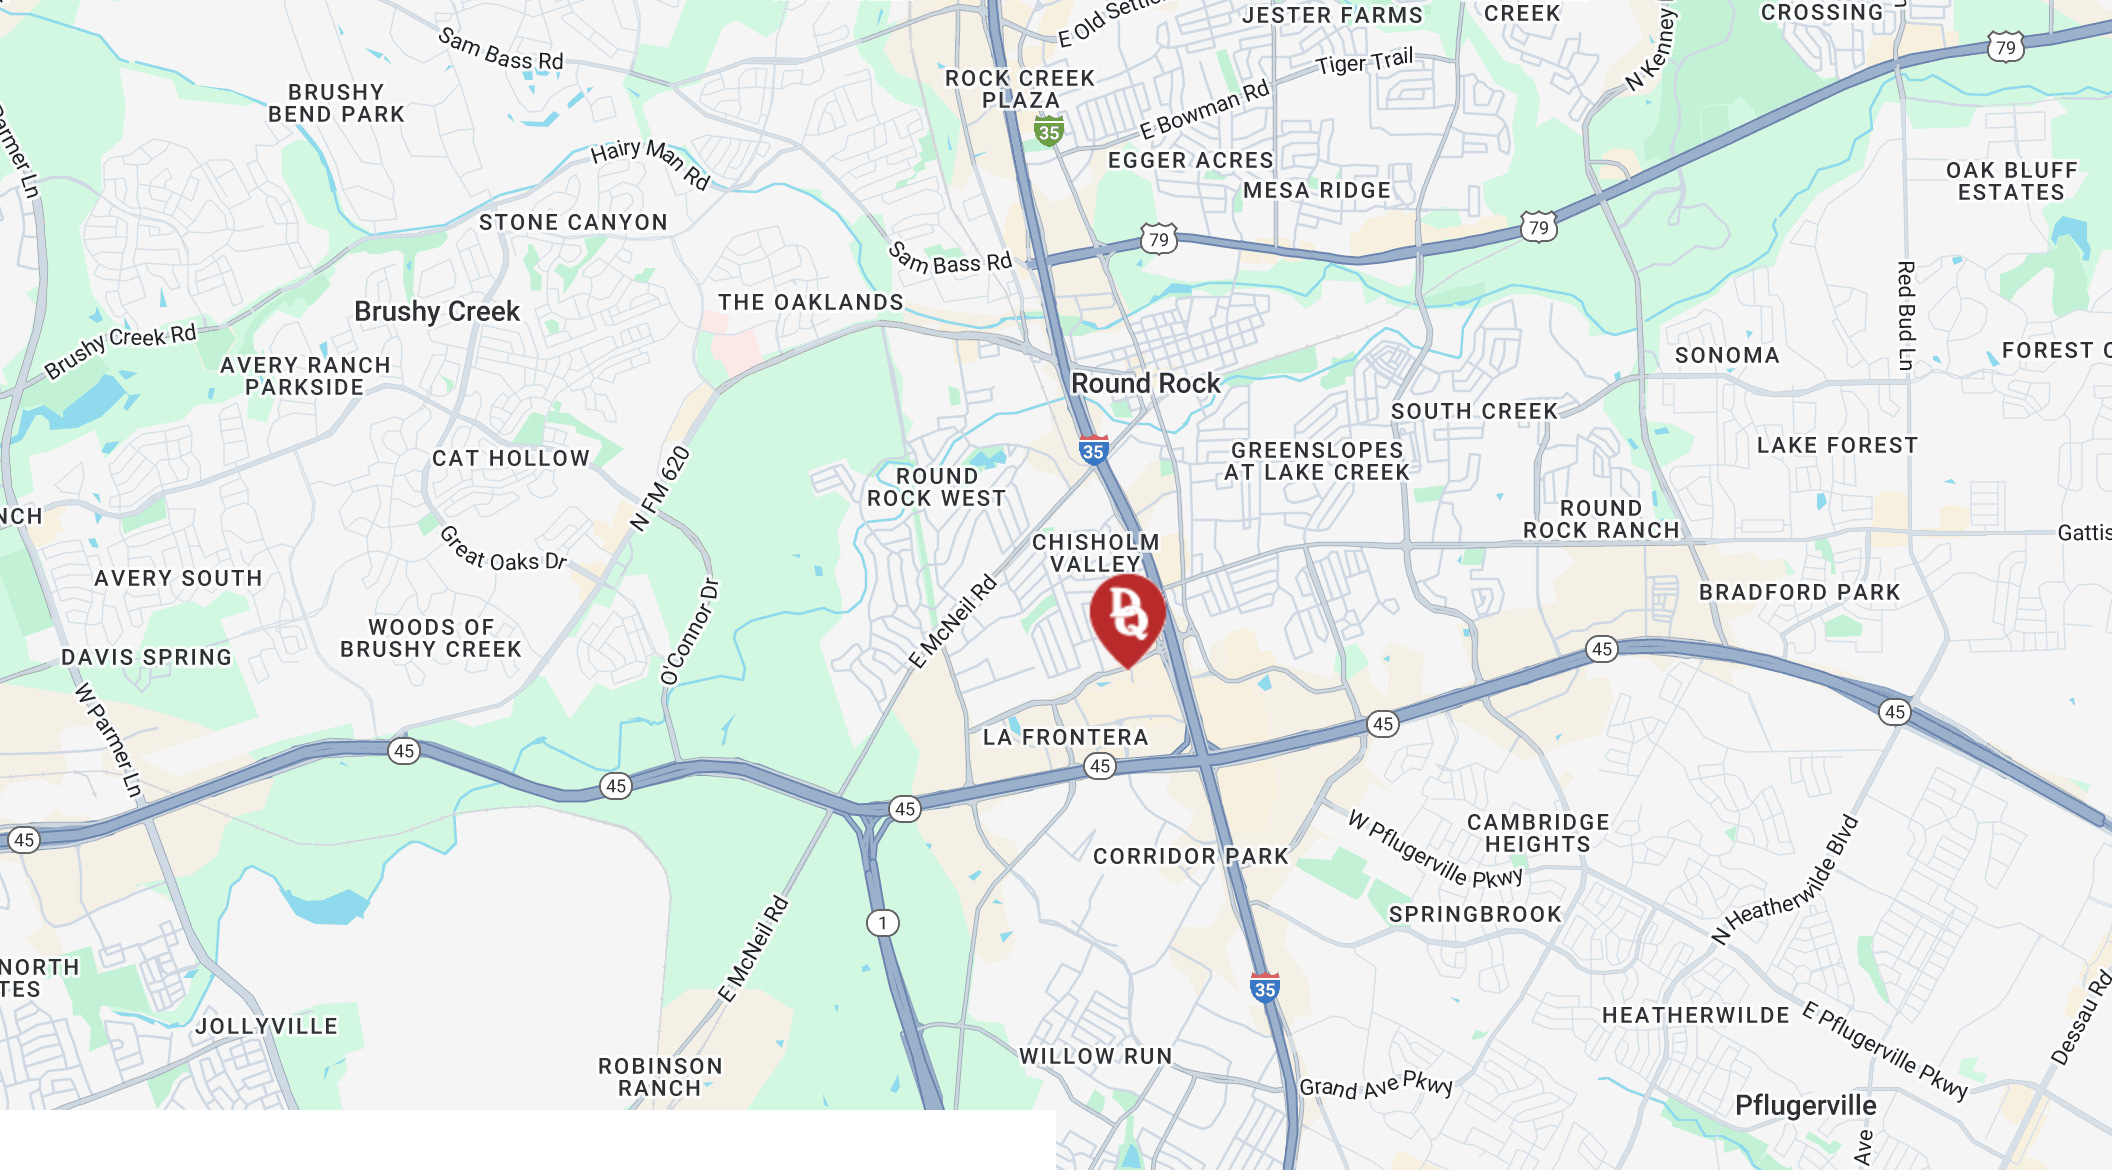 E Old Settle
JESTER FARMS
CREEK
CROSSING
Sam Bass Rd
79
Tiger Trail
N Kenney
ROCK CREEK
PLAZA
BRUSHY
BEND PARK
35
E Bowman Rd
Parmer Ln
Hairy Man Rd
EGGER ACRES
MESA RIDGE
OAK BLUFF
ESTATES
STONE CANYON
79
79
Sam Bass Rd
Red Bud Ln
THE OAKLANDS
Brushy Creek
Brushy Creek Rd
AVERY RANCH
PARKSIDE
SONOMA
FOREST C
Round Rock
SOUTH CREEK
CAT HOLLOW
N FM 620
35
GREENSLOPES
AT LAKE CREEK
LAKE FOREST
ROUND
ROCK WEST
NCH
ROUND
ROCK RANCH
Gattis
Great Oaks Dr
CHISHOLM
VALLEY
AVERY SOUTH
O'Connor Dr
E McNeil Rd
DQ
BRADFORD PARK
WOODS OF
BRUSHY CREEK
DAVIS SPRING
45
W Parmer Ln
45
45
LA FRONTERA
45
45
45
45
45
W Pflugerville Pkwy
CAMBRIDGE
HEIGHTS
CORRIDOR PARK
N Heatherwilde Blvd
1
E McNeil Rd
SPRINGBROOK
NORTH
TES
35
JOLLYVILLE
HEATHERWILDE
E Pflugerville Pkwy
Dessau Rd
ROBINSON
RANCH
WILLOW RUN
Grand Ave Pkwy
Pflugerville
Ave